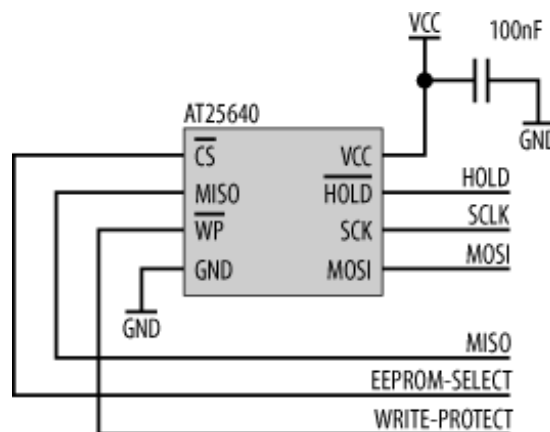 VCC
100nF
GND
AT25640
CS
VCC
MISO
HOLD
WP
SCK
GND
MOSI
HOLD
SCLK
MOSI
GND
MISO
EEPROM-SELECT
WRITE-PROTECT